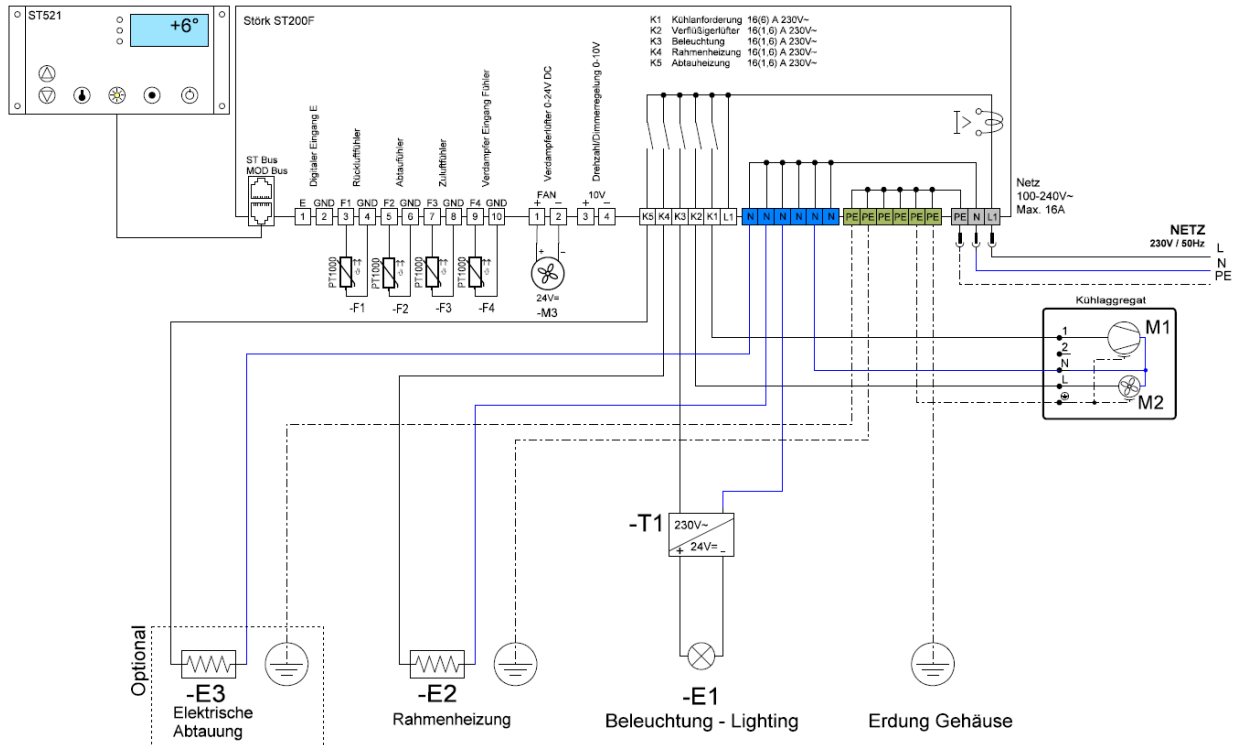 ST521
+6°
Störk ST200F
K1 Kühlanforderung 16(6) A 230V~
K2 Verflüßigerlüfter 16(1,6) A 230V~
K3 Beleuchtung 16(1,6) A 230V~
K4 Rahmenheizung 16(1,6) A 230V~
K5 Abtauheizung 16(1,6) A 230V~
ST Bus
MOD Bus
Digitaler Eingang E
Rückluftfühler
Abtaufühler
Zuluftfühler
Verdampfer Eingang Fühler
Verdampferlüfter 0-24V DC
Drehzahl/Dimmerregelung 0-10V
E GND F1 GND F2 GND F3 GND F4 GND
1 2 3 4 5 6 7 8 9 10
FAN
+ −
1 2
10V
+ −
3 4
K5 K4 K3 K2 K1 L1
N N N N N N
PE PE PE PE PE PE
PE N L1
Netz
100-240V~
Max. 16A
NETZ
230V / 50Hz
L
N
PE
PT1000
-F1
PT1000
-F2
PT1000
-F3
PT1000
-F4
+ −
24V=
-M3
Kühlaggregat
1
2
N
L
M1
M2
-T1
230V~
+ 24V= -
Optional
-E3
Elektrische
Abtauung
-E2
Rahmenheizung
-E1
Beleuchtung - Lighting
Erdung Gehäuse